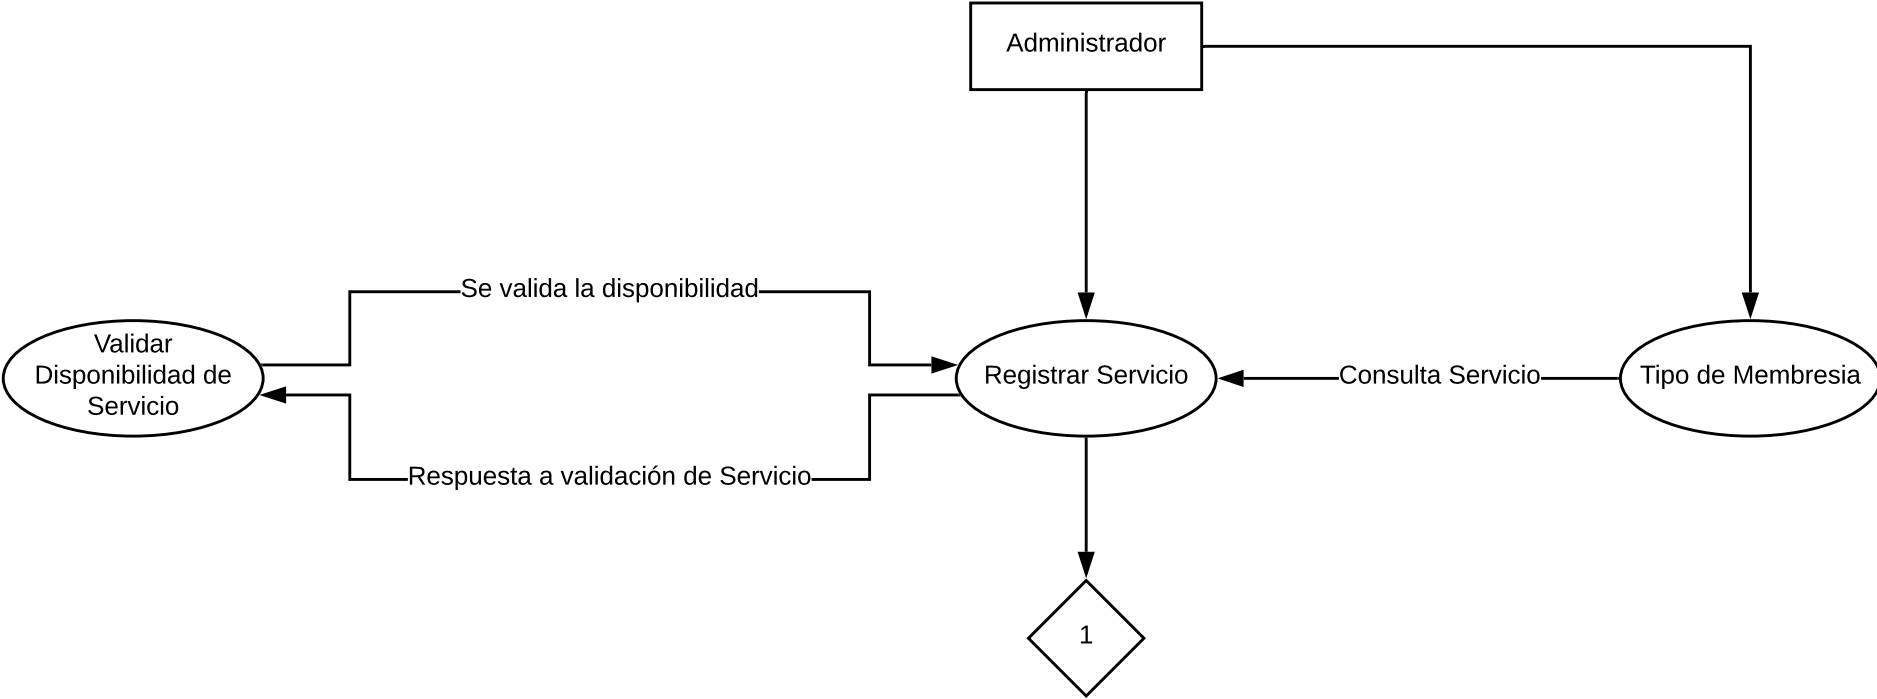 Administrador
Se valida la disponibilidad
Validar
Disponibilidad de
Servicio
Registrar Servicio
Consulta Servicio
Tipo de Membresia
Respuesta a validación de Servicio
1